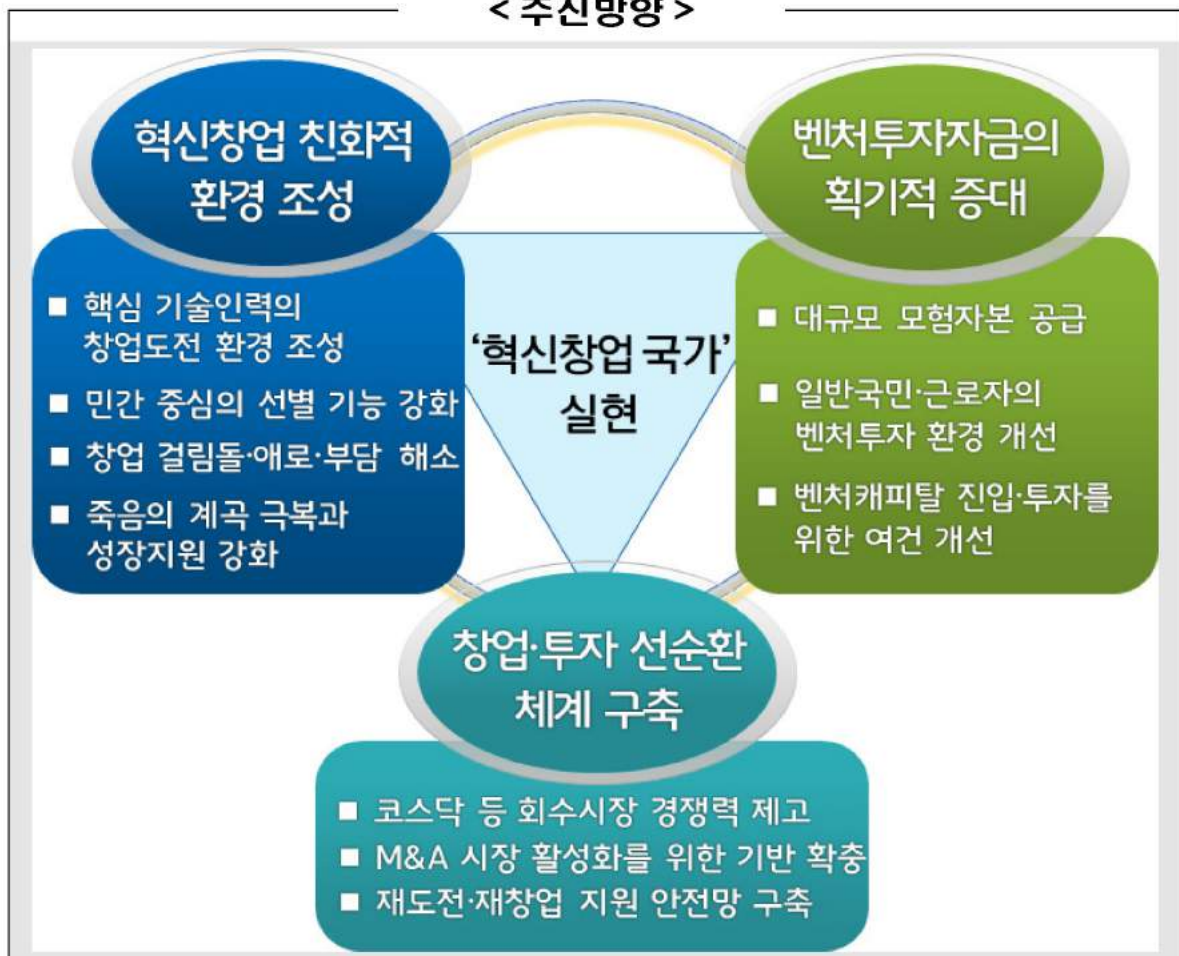 < 추진방향 >
혁신창업 친화적
환경 조성
■ 핵심 기술인력의
창업도전 환경 조성
■ 민간 중심의 선별 기능 강화
■ 창업 걸림돌·애로·부담 해소
■ 죽음의 계곡 극복과
성장지원 강화
벤처투자자금의
획기적 증대
■ 대규모 모험자본 공급
■ 일반국민·근로자의
벤처투자 환경 개선
■ 벤처캐피탈 진입·투자를
위한 여건 개선
‘혁신창업 국가’
실현
창업·투자 선순환
체계 구축
■ 코스닥 등 회수시장 경쟁력 제고
■ M&A 시장 활성화를 위한 기반 확충
■ 재도전·재창업 지원 안전망 구축